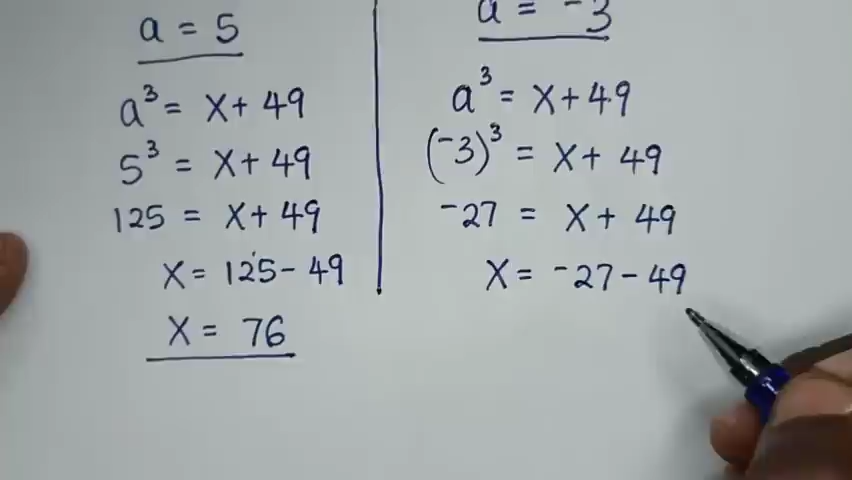 a = 5
a³ = x + 49
5³ = x + 49
125 = x + 49
x = 125 - 49
x = 76
a = -3
a³ = x + 49
(-3)³ = x + 49
-27 = x + 49
x = -27 - 49